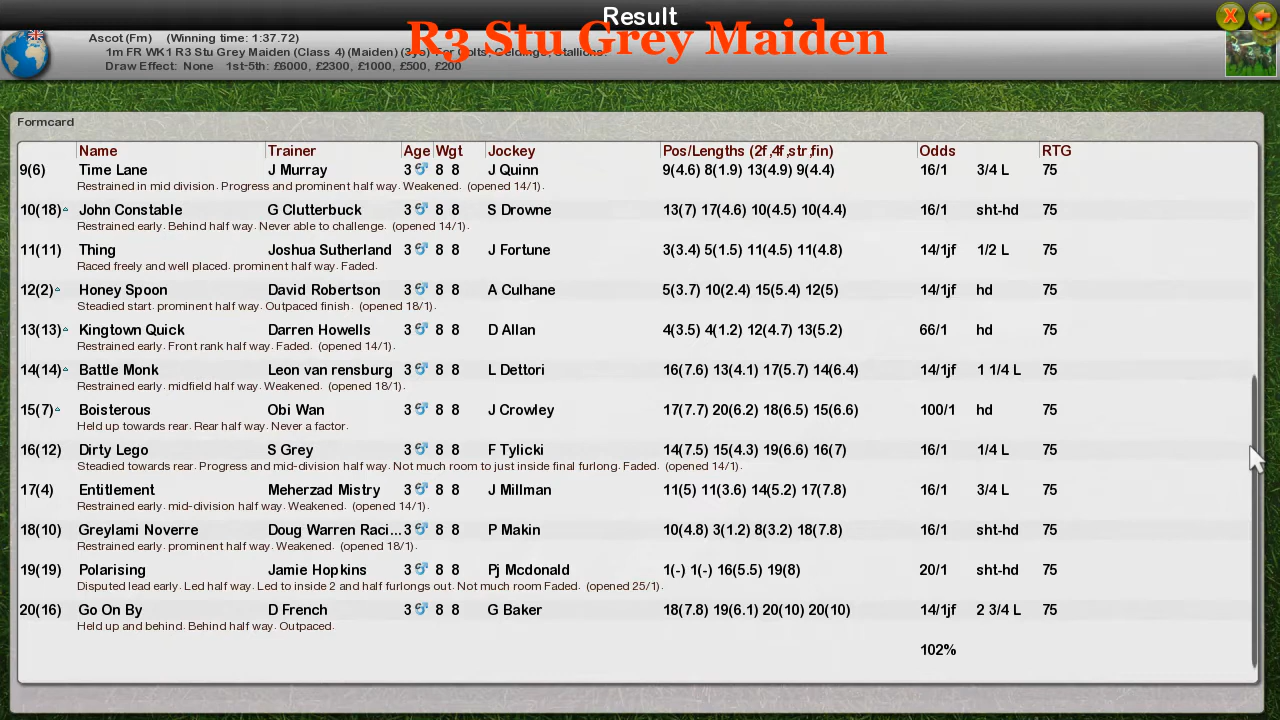 Result
R3 Stu Grey Maiden
Ascot (Fm) (Winning time: 1:37.72)
1m FR WK1 R3 Stu Grey Maiden (Class 4) (Maiden) (3yo) For Colts, Geldings, Stallions.
Draw Effect: None 1st-5th: £6000, £2300, £1000, £500, £200
Formcard
Name Trainer Age Wgt Jockey Pos/Lengths (2f,4f,str,fin) Odds RTG
9(6) Time Lane J Murray 3 8 8 J Quinn 9(4.6) 8(1.9) 13(4.9) 9(4.4) 16/1 3/4 L 75
Restrained in mid division. Progress and prominent half way. Weakened. (opened 14/1).
10(18) John Constable G Clutterbuck 3 8 8 S Drowne 13(7) 17(4.6) 10(4.5) 10(4.4) 16/1 sht-hd 75
Restrained early. Behind half way. Never able to challenge. (opened 14/1).
11(11) Thing Joshua Sutherland 3 8 8 J Fortune 3(3.4) 5(1.5) 11(4.5) 11(4.8) 14/1jf 1/2 L 75
Raced freely and well placed. prominent half way. Faded.
12(2) Honey Spoon David Robertson 3 8 8 A Culhane 5(3.7) 10(2.4) 15(5.4) 12(5) 14/1jf hd 75
Steadied start. prominent half way. Outpaced finish. (opened 18/1).
13(13) Kingtown Quick Darren Howells 3 8 8 D Allan 4(3.5) 4(1.2) 12(4.7) 13(5.2) 66/1 hd 75
Restrained early. Front rank half way. Faded. (opened 14/1).
14(14) Battle Monk Leon van rensburg 3 8 8 L Dettori 16(7.6) 13(4.1) 17(5.7) 14(6.4) 14/1jf 1 1/4 L 75
Restrained early. midfield half way. Weakened. (opened 18/1).
15(7) Boisterous Obi Wan 3 8 8 J Crowley 17(7.7) 20(6.2) 18(6.5) 15(6.6) 100/1 hd 75
Held up towards rear. Rear half way. Never a factor.
16(12) Dirty Lego S Grey 3 8 8 F Tylicki 14(7.5) 15(4.3) 19(6.6) 16(7) 16/1 1/4 L 75
Steadied towards rear. Progress and mid-division half way. Not much room to just inside final furlong. Faded. (opened 14/1).
17(4) Entitlement Meherzad Mistry 3 8 8 J Millman 11(5) 11(3.6) 14(5.2) 17(7.8) 16/1 3/4 L 75
Restrained early. mid-division half way. Weakened. (opened 14/1).
18(10) Greylami Noverre Doug Warren Raci... 3 8 8 P Makin 10(4.8) 3(1.2) 8(3.2) 18(7.8) 16/1 sht-hd 75
Restrained early. prominent half way. Weakened. (opened 18/1).
19(19) Polarising Jamie Hopkins 3 8 8 Pj Mcdonald 1(-) 1(-) 16(5.5) 19(8) 20/1 sht-hd 75
Disputed lead early. Led half way. Led to inside 2 and half furlongs out. Not much room Faded. (opened 25/1).
20(16) Go On By D French 3 8 8 G Baker 18(7.8) 19(6.1) 20(10) 20(10) 14/1jf 2 3/4 L 75
Held up and behind. Behind half way. Outpaced.
102%